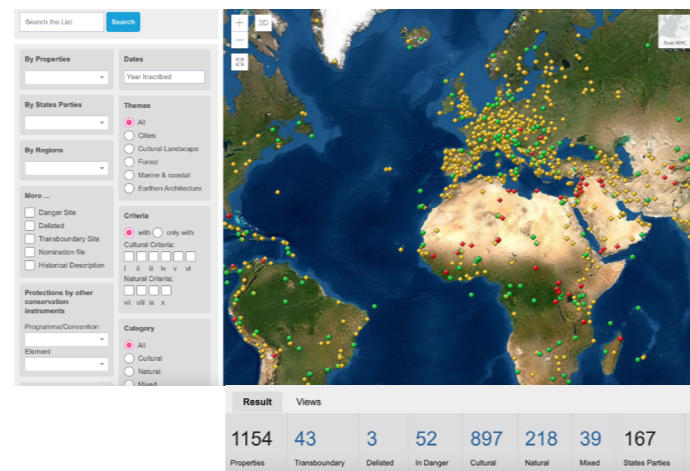 Search the List
Search
By Properties
By States Parties
By Regions
More ...
Danger Site
Delisted
Transboundary Site
Nomination file
Historical Description
Protections by other
conservation
instruments
Programme/Convention
Element
Dates
Year Inscribed
Themes
All
Cities
Cultural Landscape
Forest
Marine & coastal
Earthen Architecture
Criteria
with only with
Cultural Criteria:
i ii iii iv v vi
Natural Criteria:
vii viii ix x
Category
All
Cultural
Natural
Mixed
+ 3D
−
Result Views
1154 43 3 52 897 218 39 167
Properties Transboundary Delisted In Danger Cultural Natural Mixed States Parties